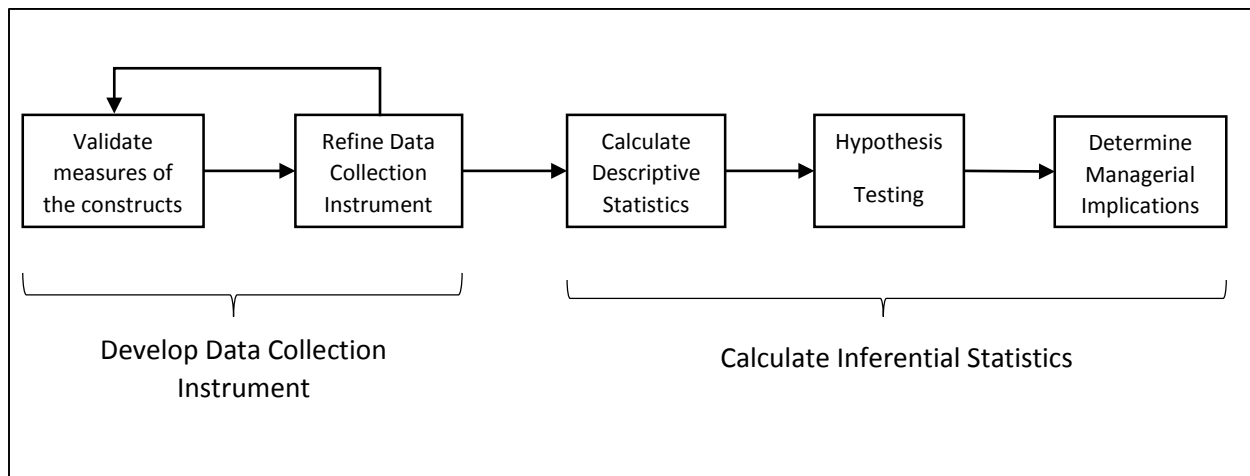 Validate
measures of
the constructs
Refine Data
Collection
Instrument
Calculate
Descriptive
Statistics
Hypothesis
Testing
Determine
Managerial
Implications
Develop Data Collection
Instrument
Calculate Inferential Statistics